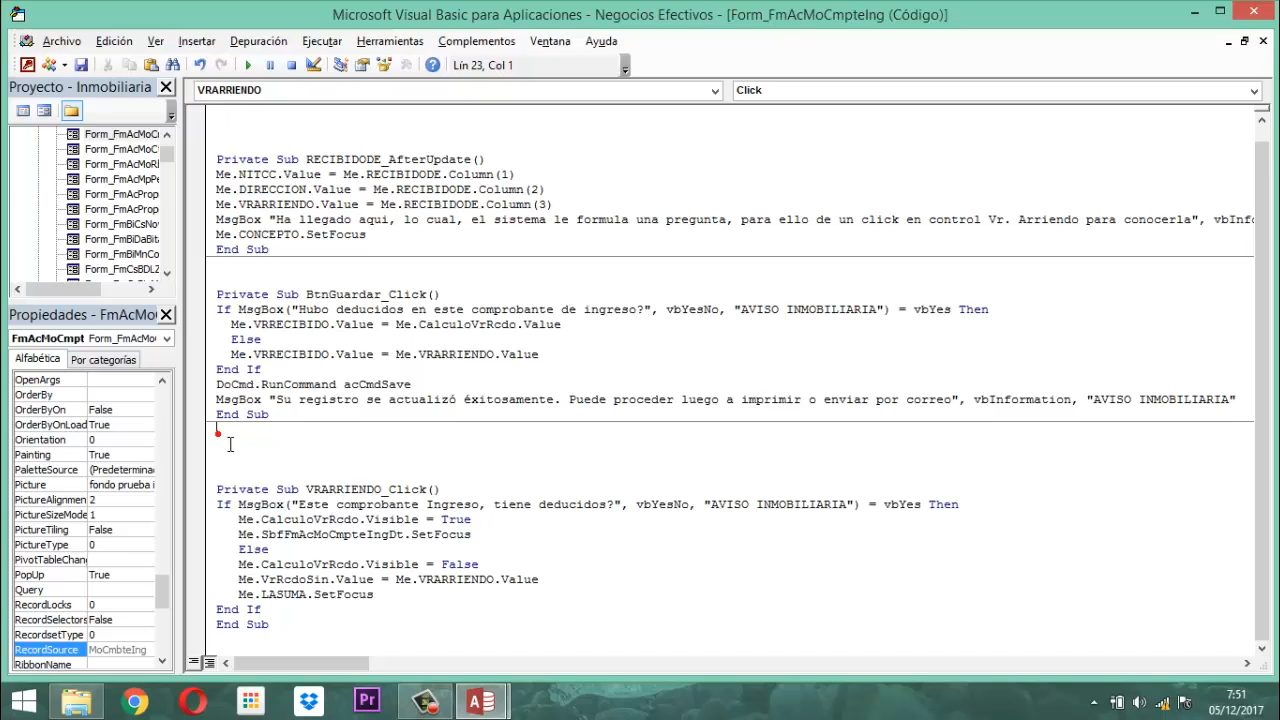 Microsoft Visual Basic para Aplicaciones - Negocios Efectivos - [Form_FmAcMoCmpteIng (Código)]
Archivo Edición Ver Insertar Depuración Ejecutar Herramientas Complementos Ventana Ayuda
Lín 23, Col 1
Proyecto - Inmobiliaria
VRARRIENDO
Click
Form_FmAcMoC
Form_FmAcMoC
Form_FmAcMoRl
Form_FmAcMpPe
Form_FmAcProp
Form_FmAcProp
Form_FmBiCsNo
Form_FmBiDaBit
Form_FmBiMnCo
Form_FmCsBDLZ
Private Sub RECIBIDODE_AfterUpdate()
Me.NITCC.Value = Me.RECIBIDODE.Column(1)
Me.DIRECCION.Value = Me.RECIBIDODE.Column(2)
Me.VRARRIENDO.Value = Me.RECIBIDODE.Column(3)
MsgBox "Ha llegado aqui, lo cual, el sistema le formula una pregunta, para ello de un click en control Vr. Arriendo para conocerla", vbInfo
Me.CONCEPTO.SetFocus
End Sub
Private Sub BtnGuardar_Click()
If MsgBox("Hubo deducidos en este comprobante de ingreso?", vbYesNo, "AVISO INMOBILIARIA") = vbYes Then
Me.VRRECIBIDO.Value = Me.CalculoVrRcdo.Value
Else
Me.VRRECIBIDO.Value = Me.VRARRIENDO.Value
End If
DoCmd.RunCommand acCmdSave
MsgBox "Su registro se actualizó éxitosamente. Puede proceder luego a imprimir o enviar por correo", vbInformation, "AVISO INMOBILIARIA"
End Sub
Private Sub VRARRIENDO_Click()
If MsgBox("Este comprobante Ingreso, tiene deducidos?", vbYesNo, "AVISO INMOBILIARIA") = vbYes Then
Me.CalculoVrRcdo.Visible = True
Me.SbfFmAcMoCmpteIngDt.SetFocus
Else
Me.CalculoVrRcdo.Visible = False
Me.VrRcdoSin.Value = Me.VRARRIENDO.Value
Me.LASUMA.SetFocus
End If
End Sub
Propiedades - FmAcMo
FmAcMoCmpt Form_FmAcMo
Alfabética Por categorías
OpenArgs
OrderBy
OrderByOn False
OrderByOnLoad True
Orientation 0
Painting True
PaletteSource (Predetermina
Picture fondo prueba i
PictureAlignmen 2
PictureSizeMode 1
PictureTiling False
PictureType 0
PivotTableChan
PopUp True
Query
RecordLocks 0
RecordSelectors False
RecordsetType 0
RecordSource MoCmbteIng
RibbonName
Pr
7:51
05/12/2017